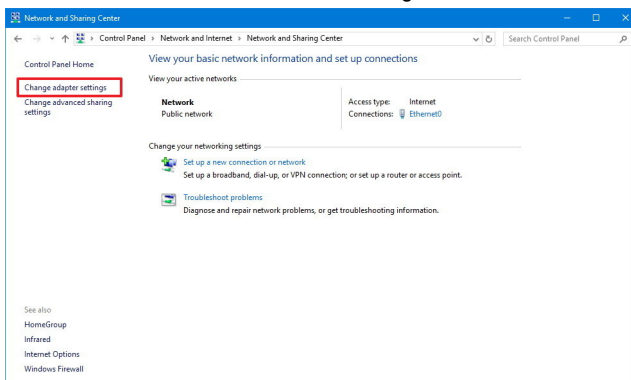 Network and Sharing Center
Control Panel > Network and Internet > Network and Sharing Center
Search Control Panel
Control Panel Home
Change adapter settings
Change advanced sharing
settings
View your basic network information and set up connections
View your active networks
Network
Public network
Access type: Internet
Connections: Ethernet0
Change your networking settings
Set up a new connection or network
Set up a broadband, dial-up, or VPN connection; or set up a router or access point.
Troubleshoot problems
Diagnose and repair network problems, or get troubleshooting information.
See also
HomeGroup
Infrared
Internet Options
Windows Firewall